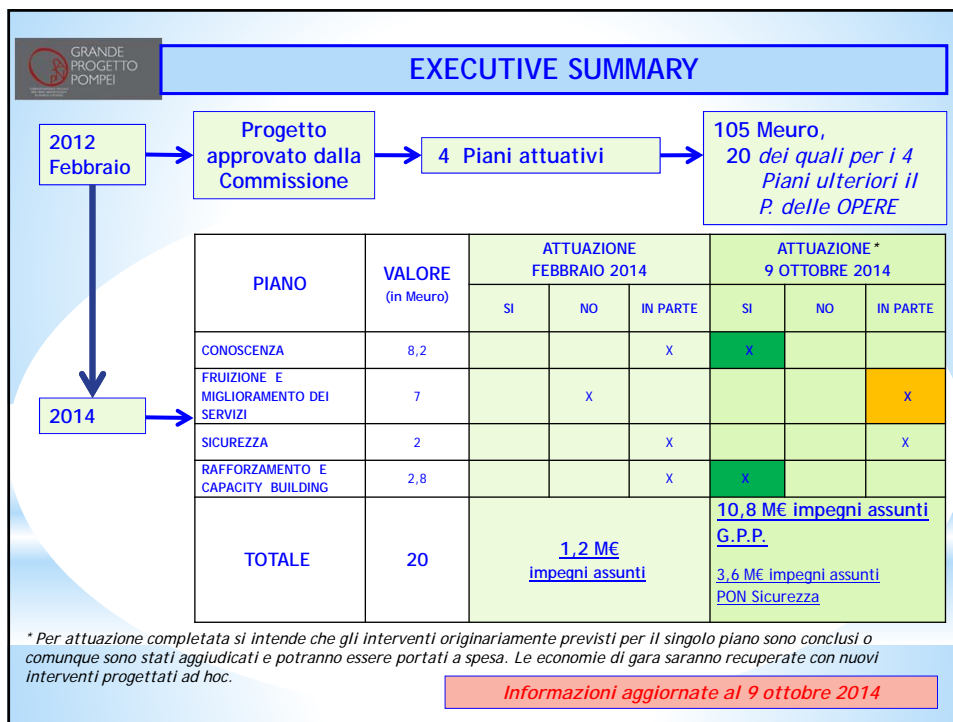 GRANDE
PROGETTO
POMPEI
EXECUTIVE SUMMARY
2012
Febbraio
Progetto
approvato dalla
Commissione
4 Piani attuativi
105 Meuro,
20 dei quali per i 4
Piani ulteriori il
P. delle OPERE
2014
PIANO
VALORE
(in Meuro)
ATTUAZIONE
FEBBRAIO 2014
ATTUAZIONE*
9 OTTOBRE 2014
SI NO IN PARTE SI NO IN PARTE
CONOSCENZA 8,2 X X
FRUIZIONE E
MIGLIORAMENTO DEI
SERVIZI
7 X X
SICUREZZA 2 X X
RAFFORZAMENTO E
CAPACITY BUILDING
2,8 X X
TOTALE 20
1,2 M€
impegni assunti
10,8 M€ impegni assunti
G.P.P.
3,6 M€ impegni assunti
PON Sicurezza
* Per attuazione completata si intende che gli interventi originariamente previsti per il singolo piano sono conclusi o
comunque sono stati aggiudicati e potranno essere portati a spesa. Le economie di gara saranno recuperate con nuovi
interventi progettati ad hoc.
Informazioni aggiornate al 9 ottobre 2014